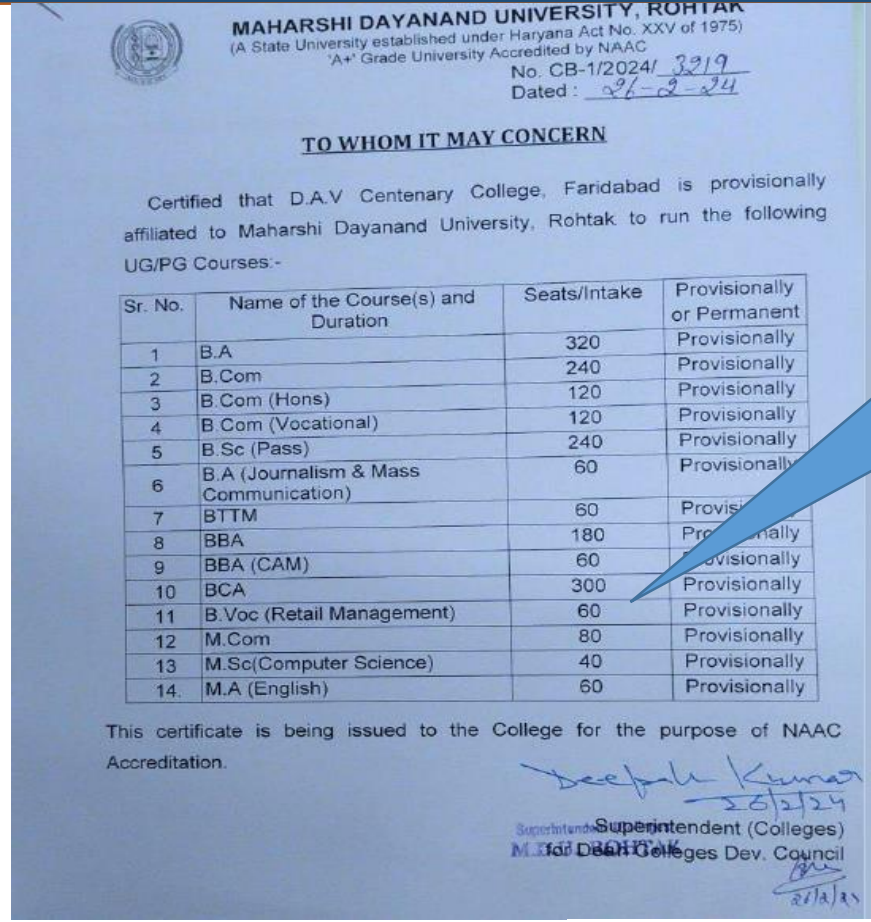 MAHARSHI DAYANAND UNIVERSITY, ROHTAK
(A State University established under Haryana Act No. XXV of 1975)
'A+' Grade University Accredited by NAAC
No. CB-1/2024/ 3219
Dated : 26-2-24
TO WHOM IT MAY CONCERN
Certified that D.A.V Centenary College, Faridabad is provisionally
affiliated to Maharshi Dayanand University, Rohtak to run the following
UG/PG Courses:-
Sr. No. Name of the Course(s) and Duration Seats/Intake Provisionally or Permanent
1 B.A 320 Provisionally
2 B.Com 240 Provisionally
3 B.Com (Hons) 120 Provisionally
4 B.Com (Vocational) 120 Provisionally
5 B.Sc (Pass) 240 Provisionally
6 B.A (Journalism & Mass Communication) 60 Provisionally
7 BTTM 60
8 BBA 180
9 BBA (CAM) 60 Provisionally
10 BCA 300 Provisionally
11 B.Voc (Retail Management) 60 Provisionally
12 M.Com 80 Provisionally
13 M.Sc(Computer Science) 40 Provisionally
14. M.A (English) 60 Provisionally
This certificate is being issued to the College for the purpose of NAAC
Accreditation.
Deepak Kumar
26/2/24
Superintendent (Colleges)
for Dean Colleges Dev. Council
M.D.U. ROHTAK